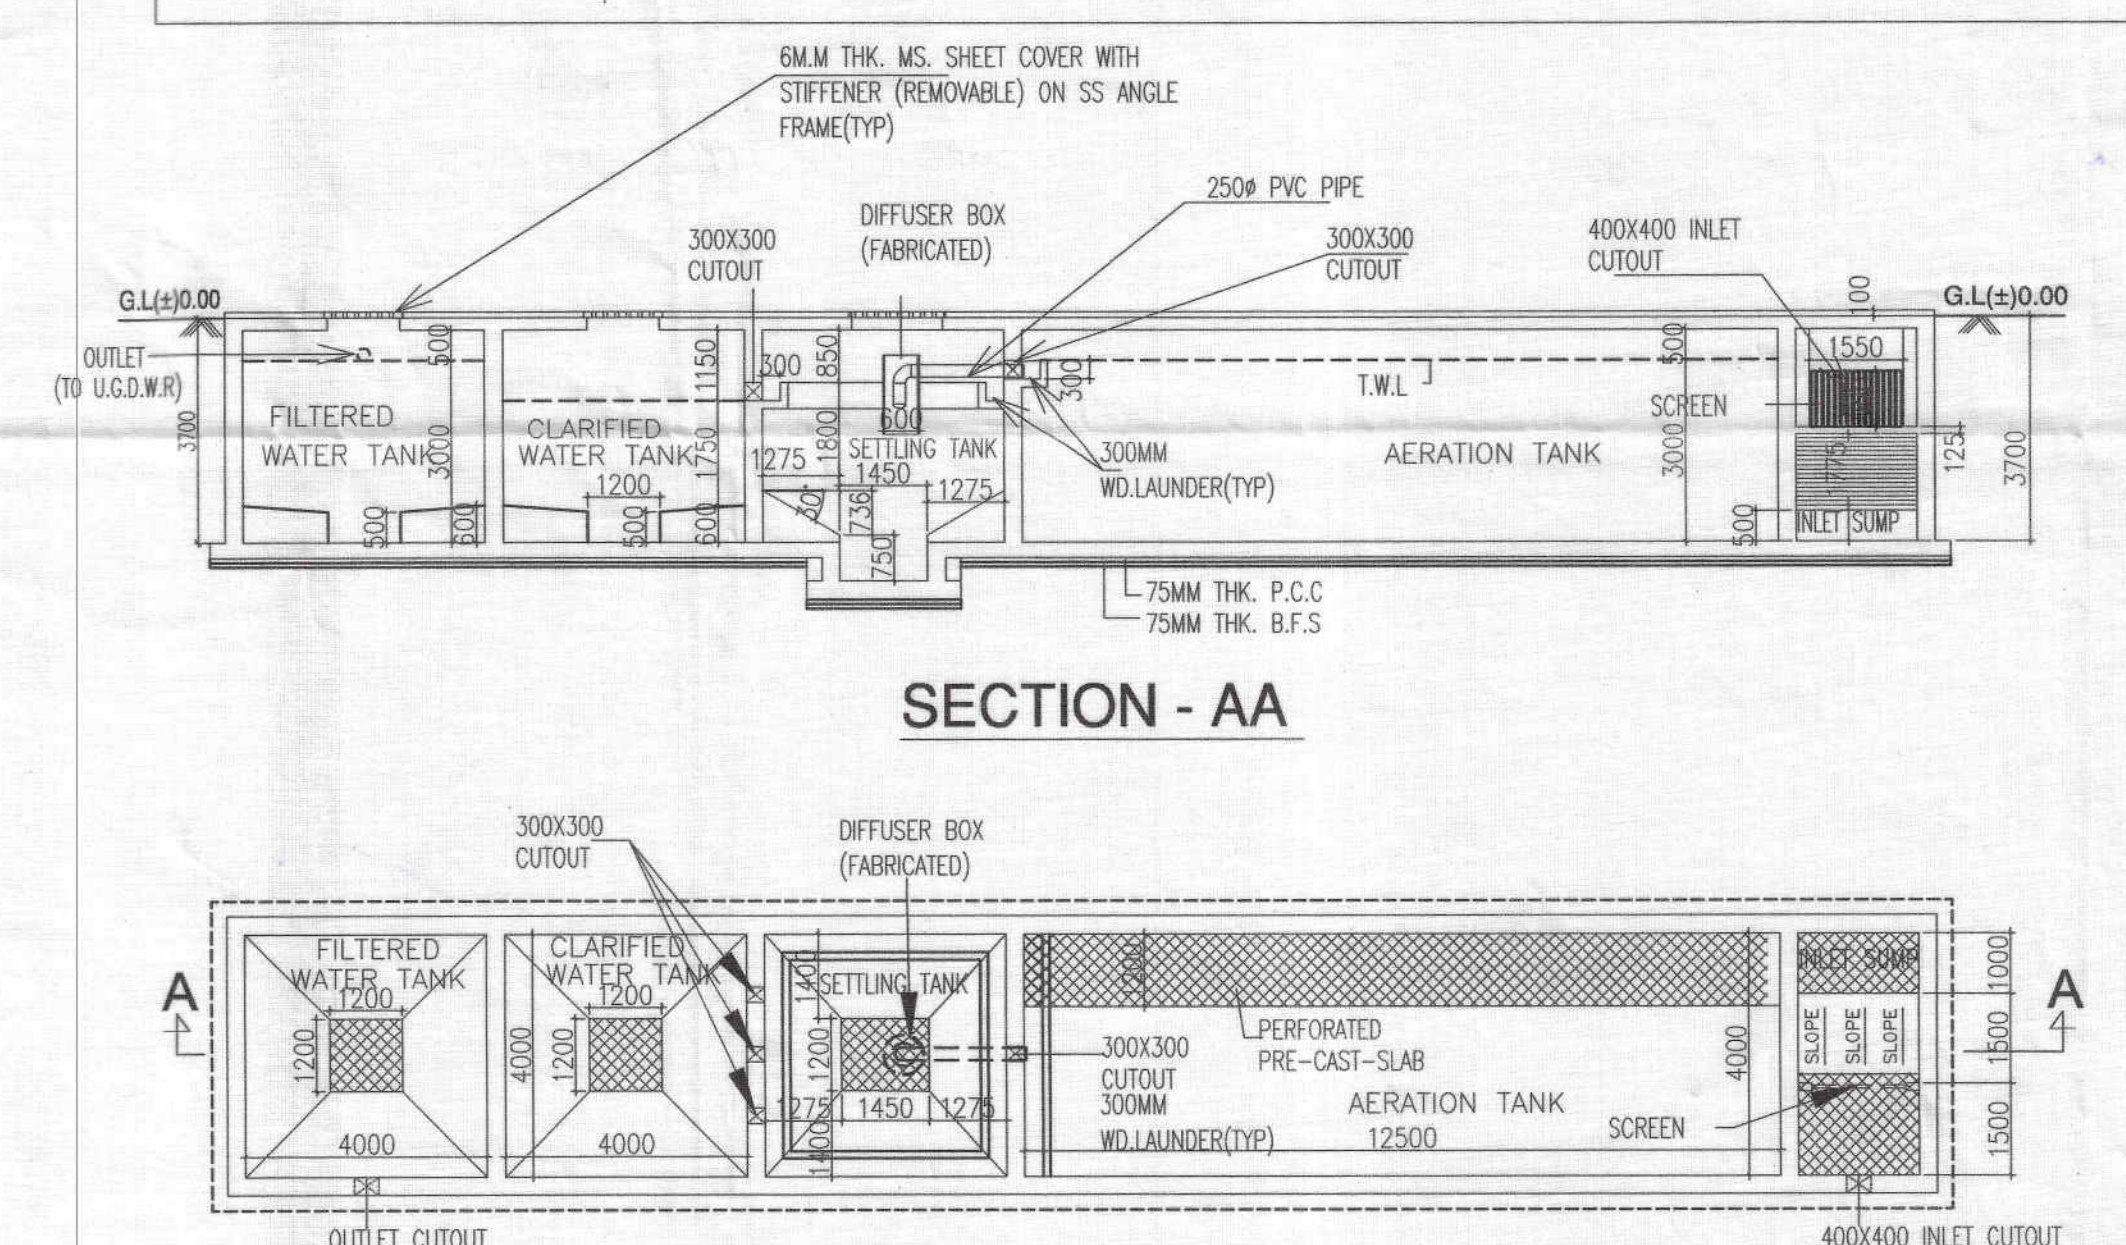 6M.M THK. MS. SHEET COVER WITH
STIFFENER (REMOVABLE) ON SS ANGLE
FRAME(TYP)
250ø PVC PIPE
DIFFUSER BOX
(FABRICATED)
300X300
CUTOUT
300X300
CUTOUT
400X400 INLET
CUTOUT
G.L(±)0.00
G.L(±)0.00
100
OUTLET
(TO U.G.D.W.R)
3700
500
FILTERED
WATER TANK
3000
500
600
1150
CLARIFIED
WATER TANK
1750
1200
500
600
300
850
600
1800
SETTLING TANK
1275
1450
1275
30°
736
750
300
300MM
WD.LAUNDER(TYP)
T.W.L
AERATION TANK
500
3000
1550
SCREEN
1775
500
INLET SUMP
125
3700
75MM THK. P.C.C
75MM THK. B.F.S
SECTION - AA
300X300
CUTOUT
DIFFUSER BOX
(FABRICATED)
FILTERED
WATER TANK
1200
1200
4000
CLARIFIED
WATER TANK
1200
1200
4000
4000
1400
SETTLING TANK
1200
1275
1450
1275
1400
1200
PERFORATED
PRE-CAST-SLAB
300X300
CUTOUT
300MM
WD.LAUNDER(TYP)
AERATION TANK
12500
4000
INLET SUMP
SLOPE
SLOPE
SLOPE
SCREEN
1000
1500
1500
A
A
OUTLET CUTOUT
400X400 INLET CUTOUT